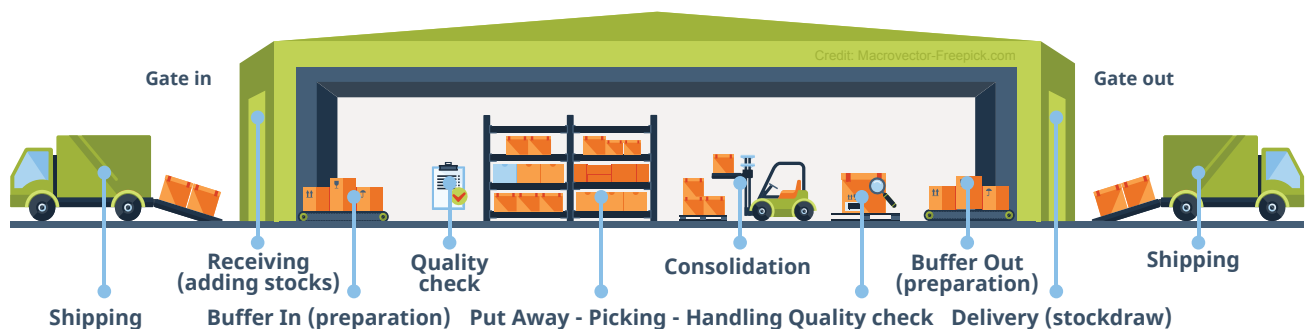 Credit: Macrovector-Freepick.com
Gate in
Gate out
Receiving
(adding stocks)
Quality
check
Consolidation
Buffer Out
(preparation)
Shipping
Shipping
Buffer In (preparation)
Put Away - Picking - Handling
Quality check
Delivery (stockdraw)